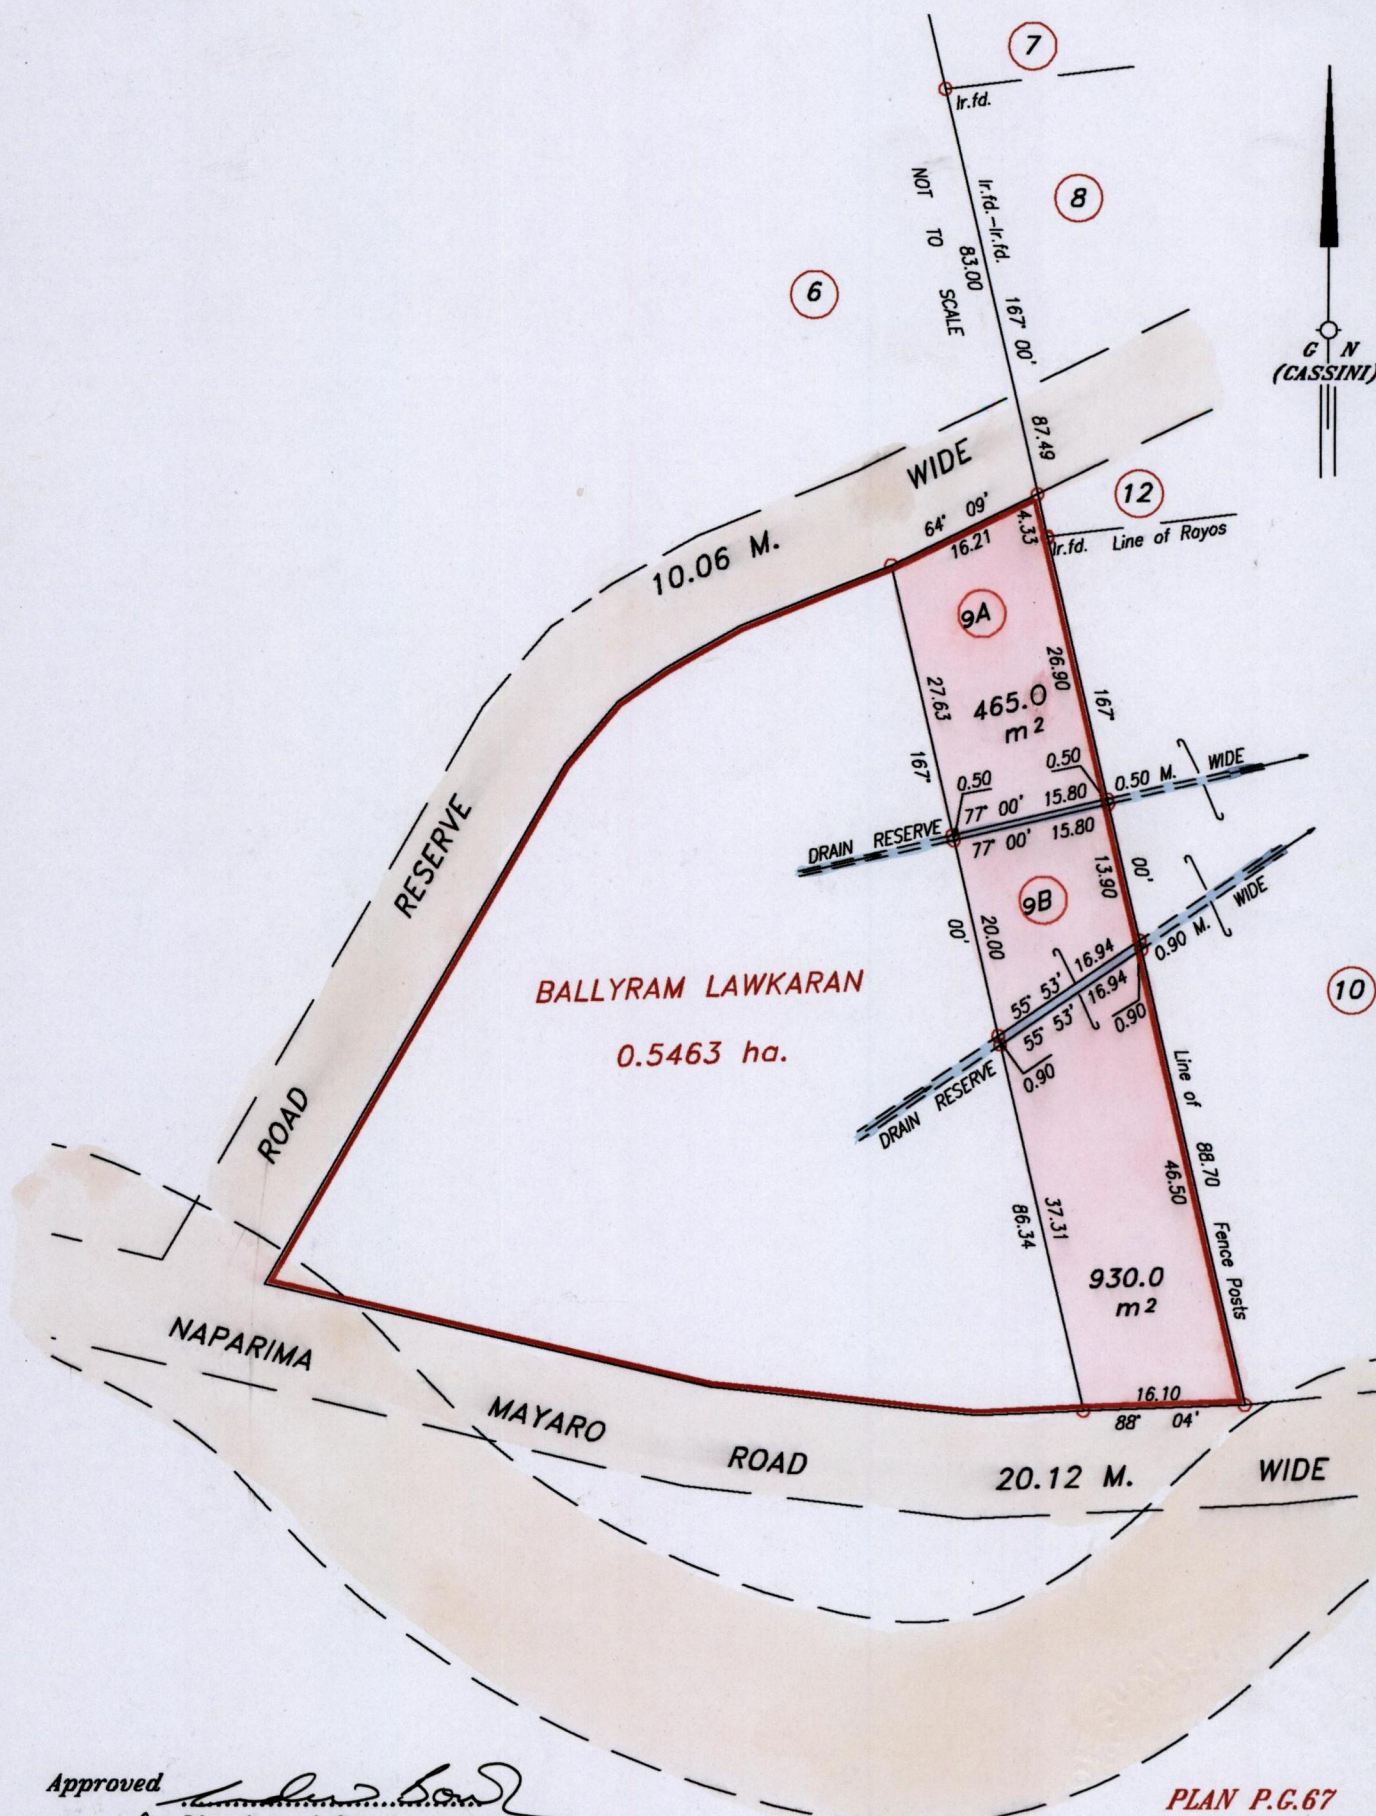 7
Ir.fd.
NOT TO SCALE
Ir.fd.-Ir.fd.
83.00
167° 00'
8
6
G N
(CASSINI)
87.49
WIDE
12
64° 09'
16.21
4.33
Ir.fd. Line of Rayos
10.06 M.
9A
26.90
27.63
465.0
m²
167°
167°
0.50
0.50
0.50 M. WIDE
77° 00' 15.80
DRAIN RESERVE
77° 00' 15.80
RESERVE
13.90
00'
9B
WIDE
20.00
00'
0.90 M.
55° 53' 16.94
55° 53' 16.94
0.90
BALLYRAM LAWKARAN
0.5463 ha.
10
0.90
DRAIN RESERVE
Line of
88.70
Fence Posts
ROAD
46.50
37.31
86.34
930.0
m²
NAPARIMA
MAYARO
ROAD
16.10
88° 04'
20.12 M.
WIDE
Approved
PLAN P.G.67